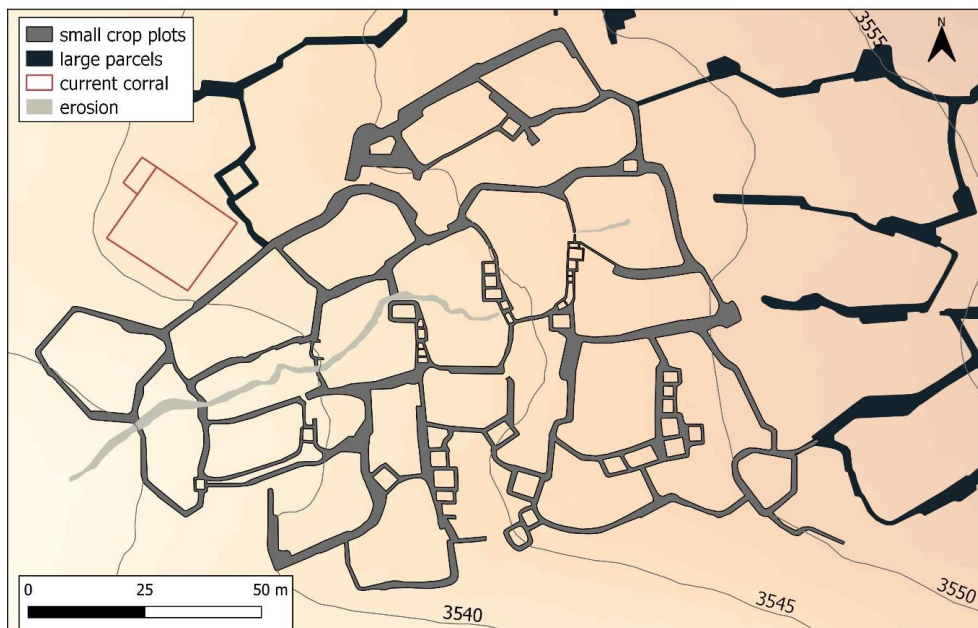 small crop plots
large parcels
current corral
erosion
N
3555
0 25 50 m
3540
3545
3550